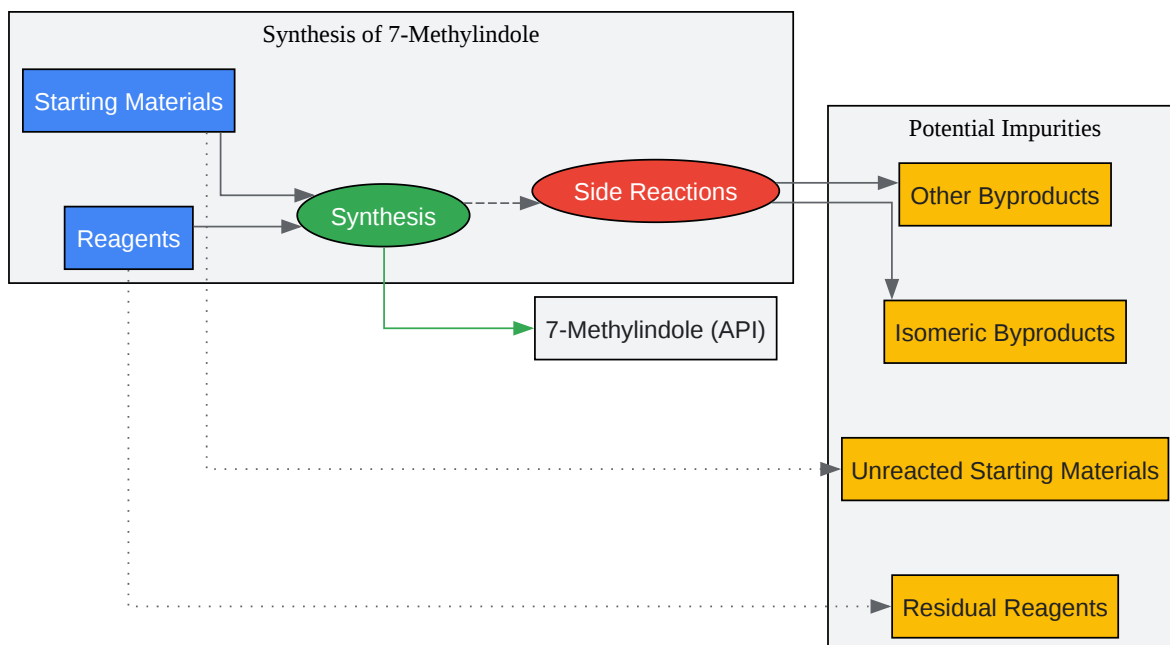 Synthesis of 7-Methylindole
Starting Materials
Potential Impurities
Side Reactions
Other Byproducts
Synthesis
Reagents
7-Methylindole (API)
Isomeric Byproducts
Unreacted Starting Materials
Residual Reagents